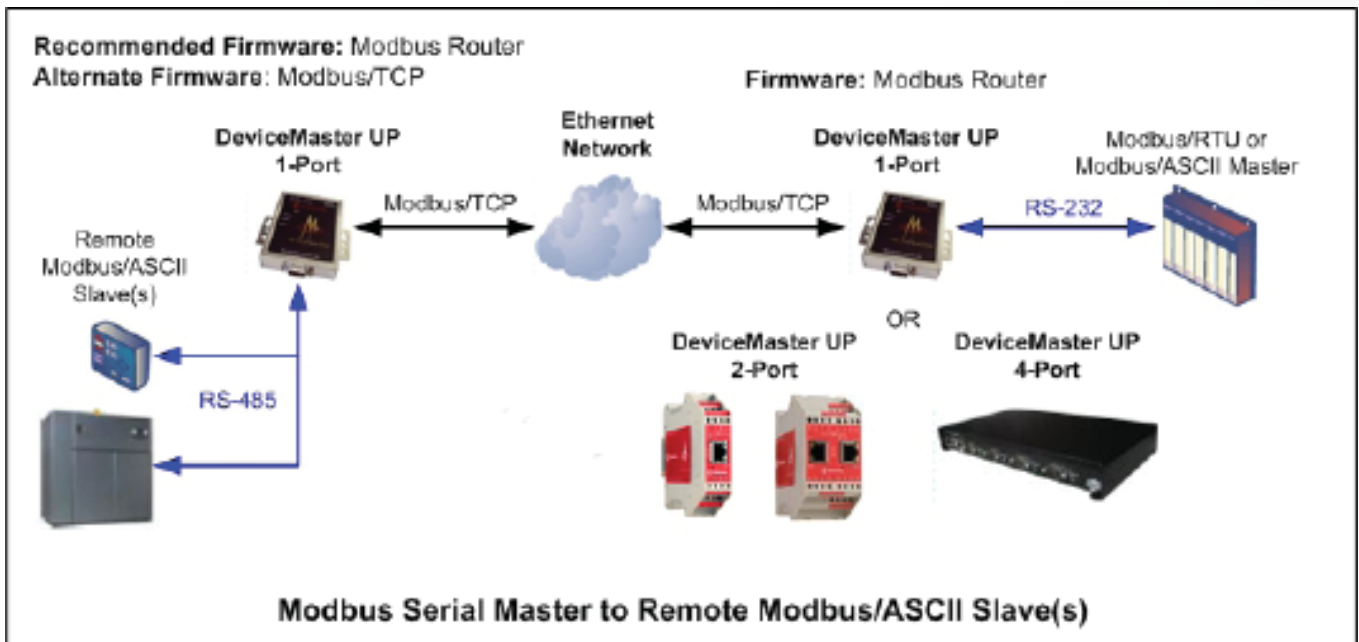 Recommended Firmware: Modbus Router
Alternate Firmware: Modbus/TCP
Firmware: Modbus Router
DeviceMaster UP
1-Port
Ethernet
Network
DeviceMaster UP
1-Port
Modbus/RTU or
Modbus/ASCII Master
Modbus/TCP
Modbus/TCP
RS-232
Remote
Modbus/ASCII
Slave(s)
OR
DeviceMaster UP
2-Port
DeviceMaster UP
4-Port
RS-485
Modbus Serial Master to Remote Modbus/ASCII Slave(s)